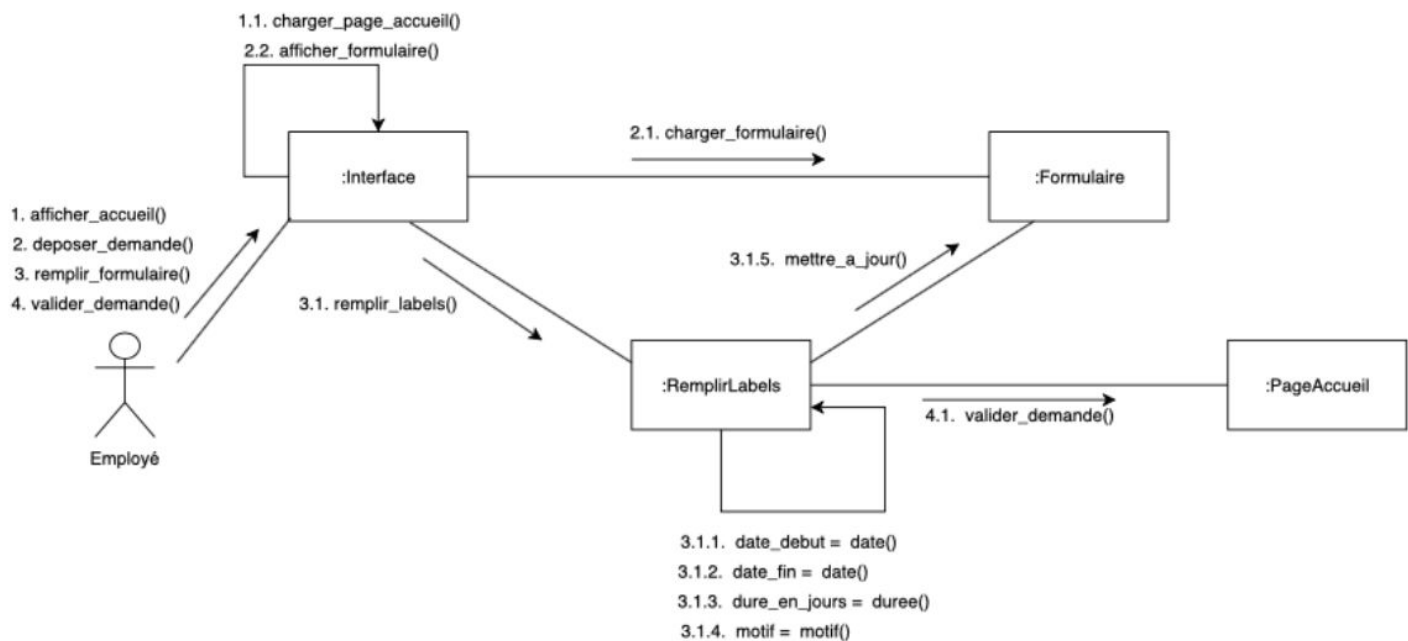 1.1. charger_page_accueil()
2.2. afficher_formulaire()
2.1. charger_formulaire()
:Interface
:Formulaire
1. afficher_accueil()
2. deposer_demande()
3. remplir_formulaire()
4. valider_demande()
3.1.5. mettre_a_jour()
3.1. remplir_labels()
:RemplirLabels
:PageAccueil
4.1. valider_demande()
Employé
3.1.1. date_debut = date()
3.1.2. date_fin = date()
3.1.3. dure_en_jours = duree()
3.1.4. motif = motif()